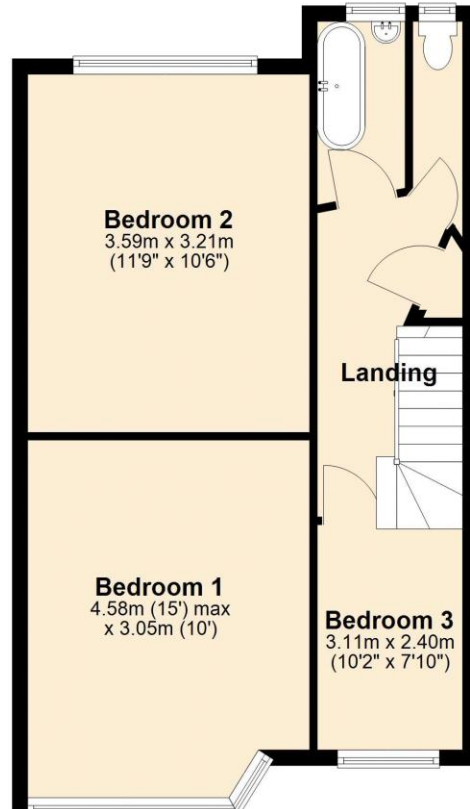 Bedroom 2
3.59m x 3.21m
(11'9" x 10'6")
Landing
Bedroom 1
4.58m (15') max
x 3.05m (10')
Bedroom 3
3.11m x 2.40m
(10'2" x 7'10")